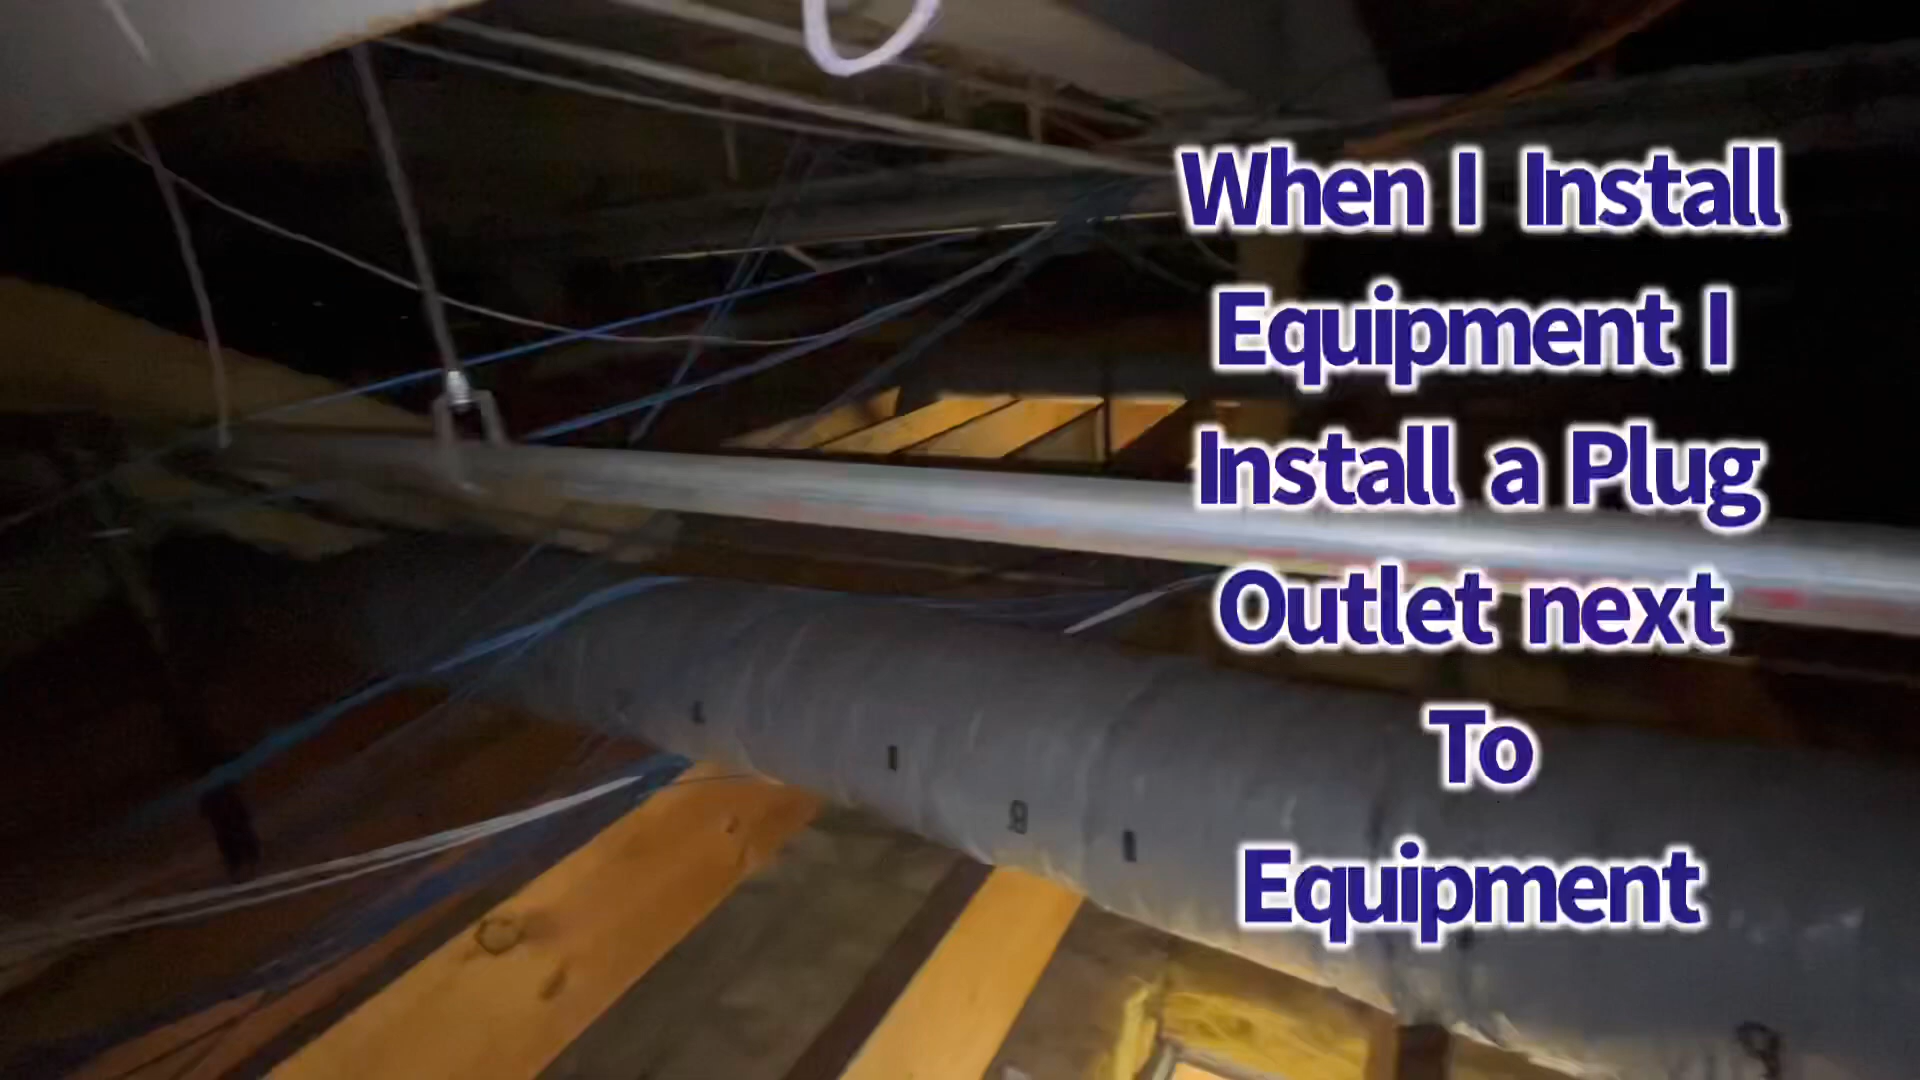 When I Install
Equipment I
Install a Plug
Outlet next
To
Equipment